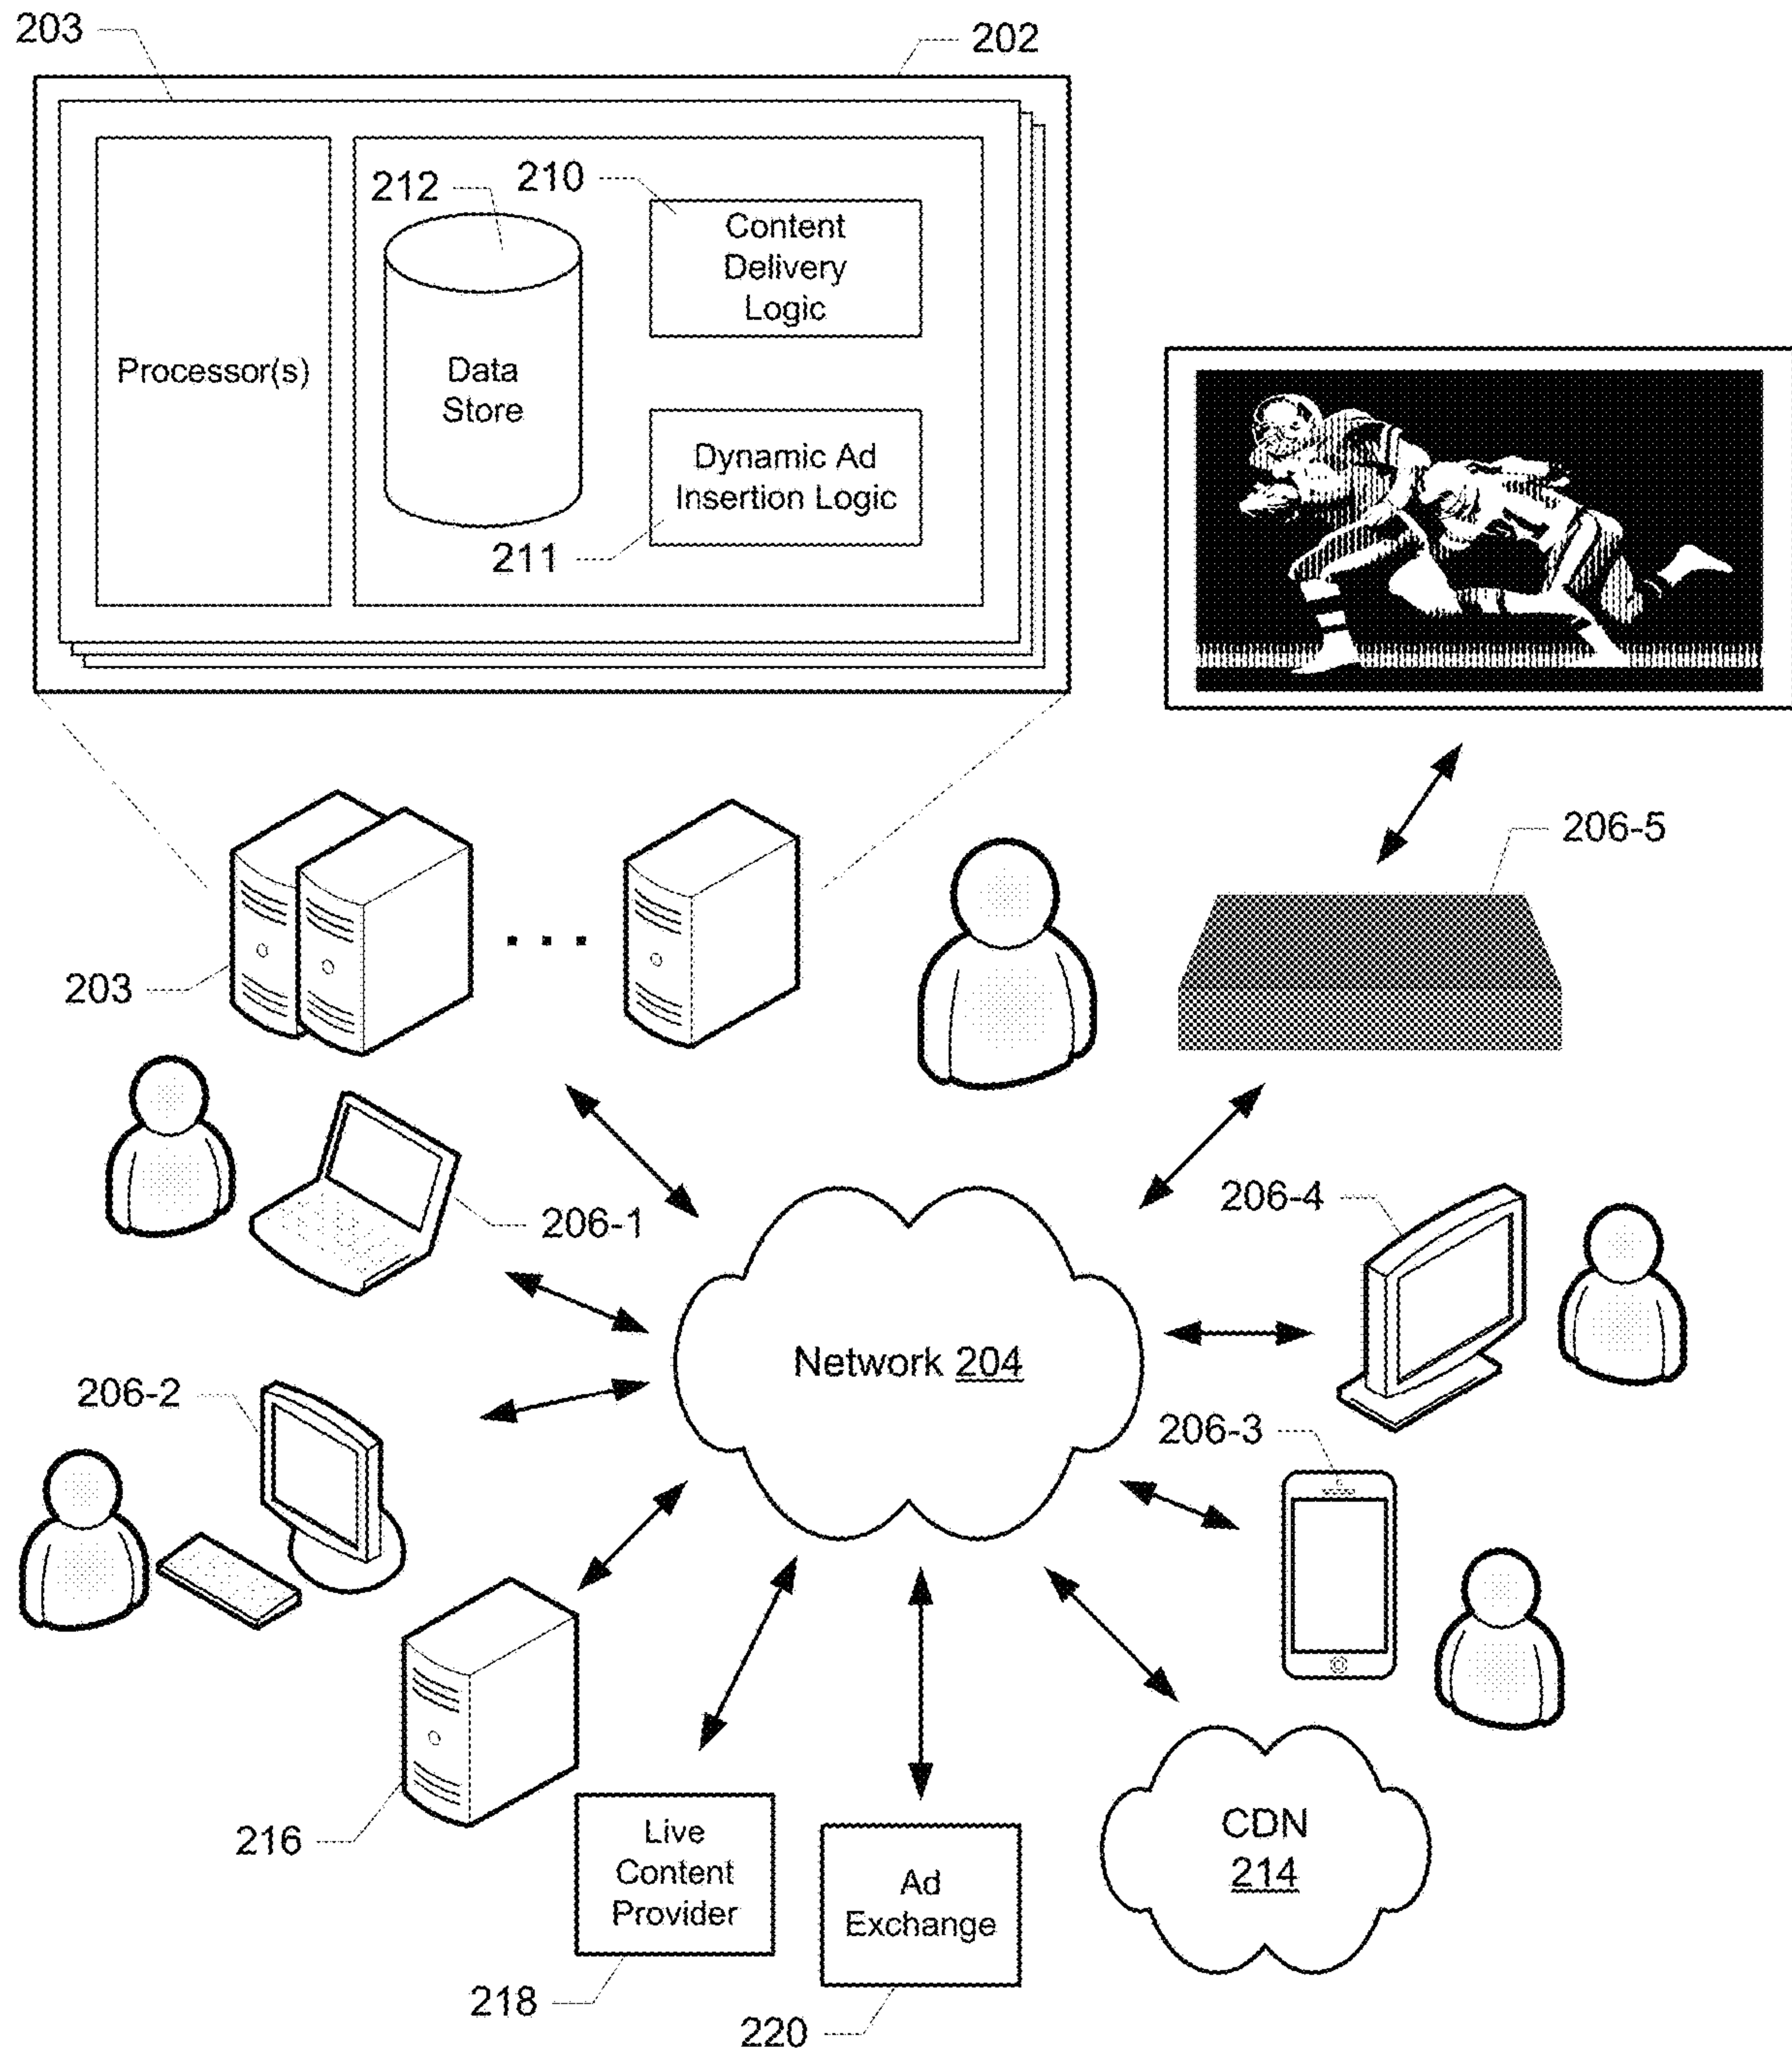 203
202
212
210
Content
Delivery
Logic
Processor(s)
Data
Store
Dynamic Ad
Insertion Logic
211
206-5
203
206-1
206-4
Network 204
206-2
206-3
216
Live
Content
Provider
218
Ad
Exchange
220
CDN
214